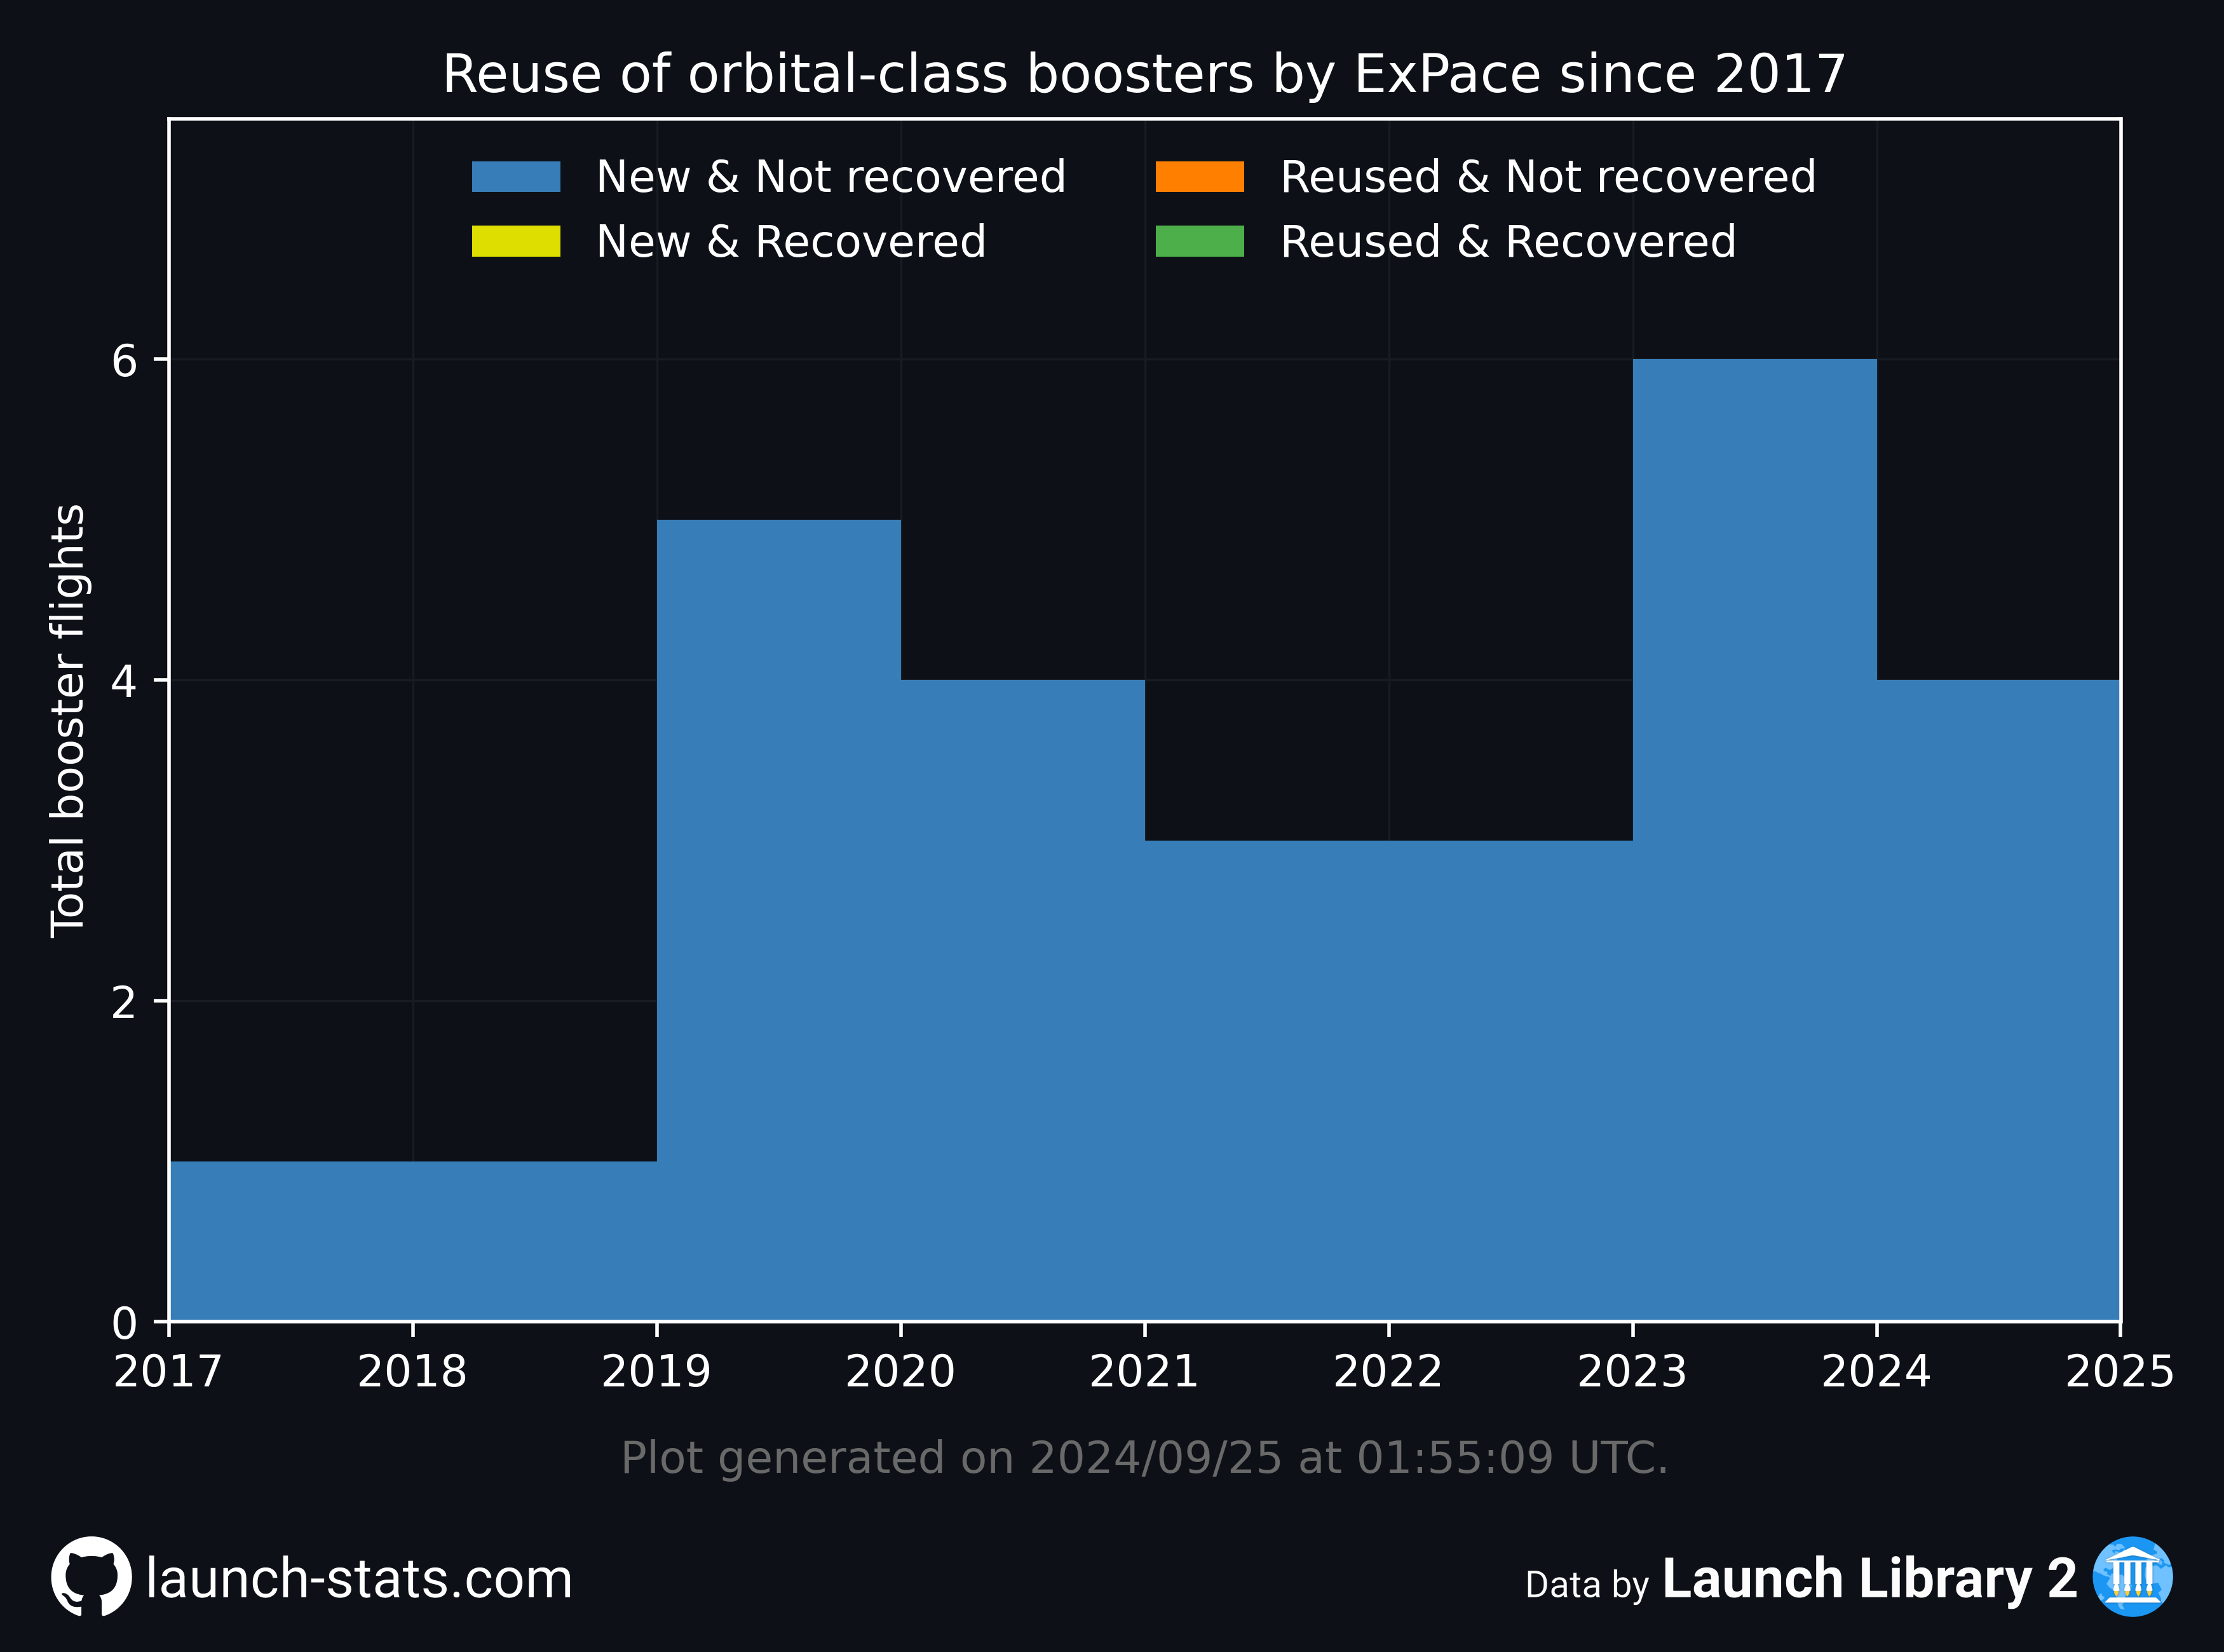 Reuse of orbital-class boosters by ExPace since 2017
New & Not recovered
New & Recovered
Reused & Not recovered
Reused & Recovered
Total booster flights
6
4
2
0
2017 2018 2019 2020 2021 2022 2023 2024 2025
Plot generated on 2024/09/25 at 01:55:09 UTC.
launch-stats.com
Data by Launch Library 2